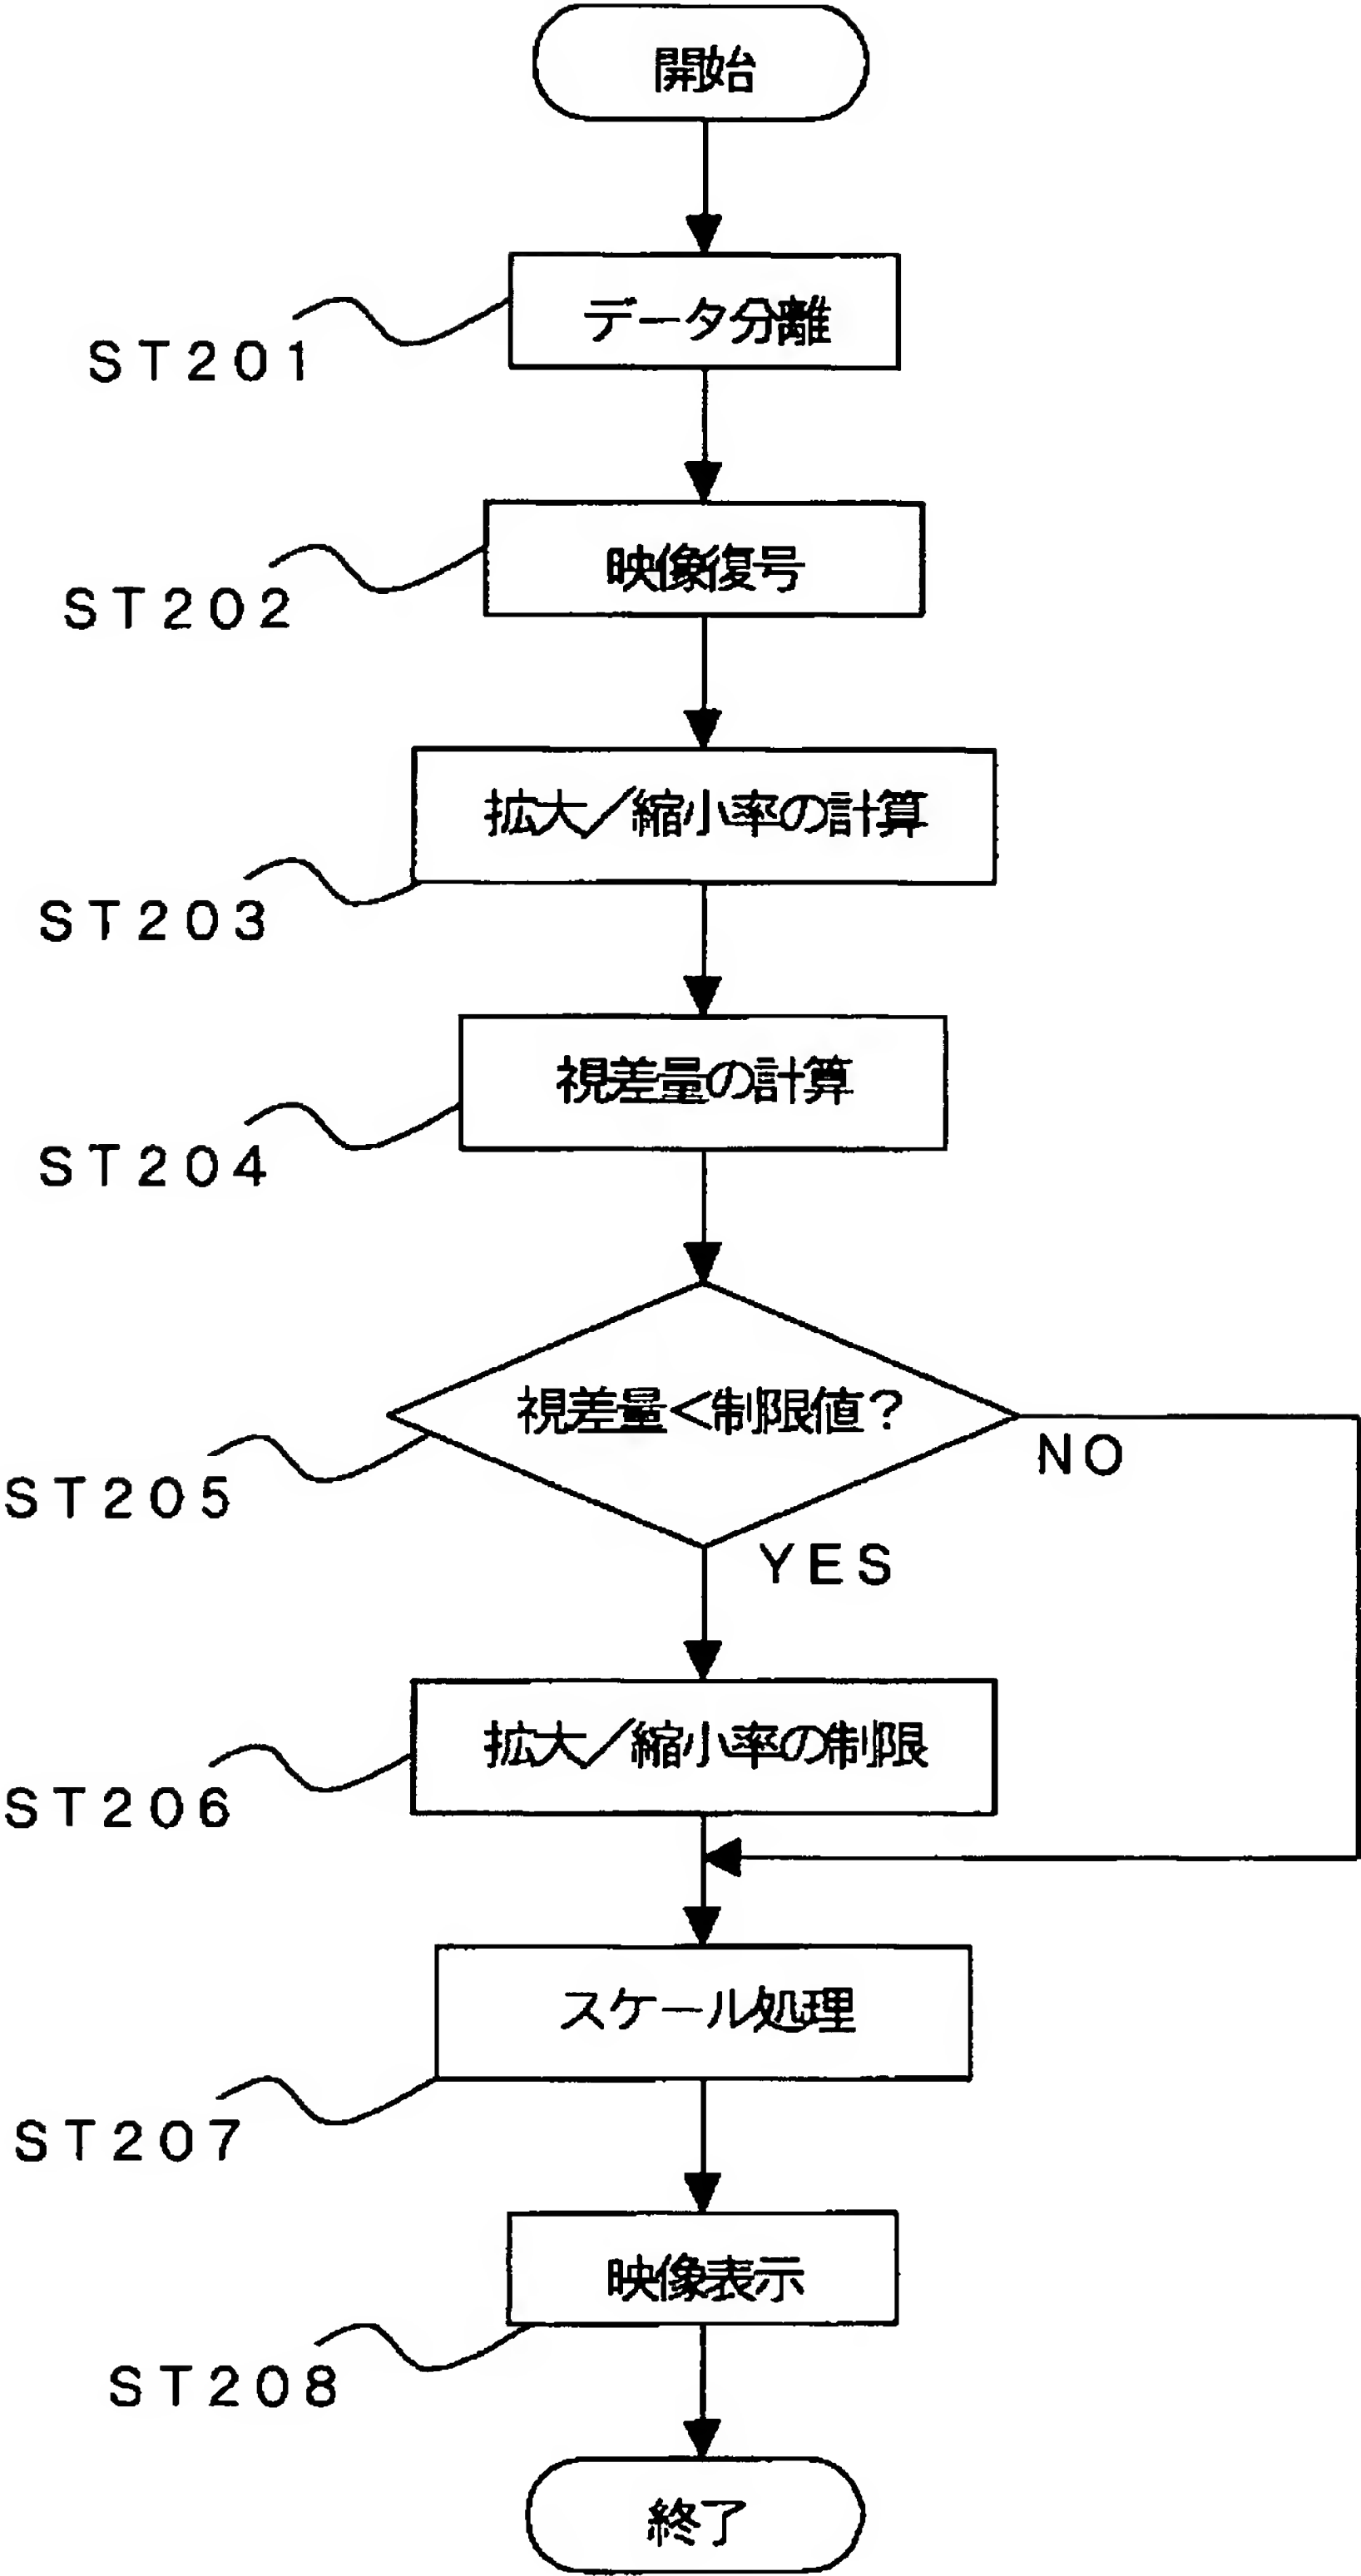 開始
データ分離
ST201
映像復号
ST202
拡大／縮小率の計算
ST203
視差量の計算
ST204
視差量＜制限値？
NO
ST205
YES
拡大／縮小率の制限
ST206
スケール処理
ST207
映像表示
ST208
終了